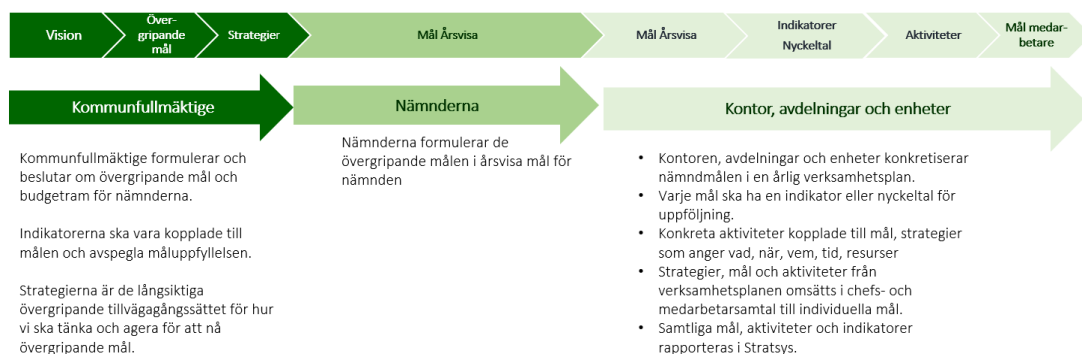 Vision
Över-
gripande
mål
Strategier
Mål Årsvisa
Mål Årsvisa
Indikatorer
Nyckeltal
Aktiviteter
Mål medar-
betare
Kommunfullmäktige
Nämnderna
Kontor, avdelningar och enheter
Kommunfullmäktige formulerar och
beslutar om övergripande mål och
budgetram för nämnderna.
Indikatorerna ska vara kopplade till
målen och avspegla måluppfyllelsen.
Strategierna är de långsiktiga
övergripande tillvägagångssättet för hur
vi ska tänka och agera för att nå
övergripande mål.
Nämnderna formulerar de
övergripande målen i årsvisa mål för
nämnden
• Kontoren, avdelningar och enheter konkretiserar
nämndmålen i en årlig verksamhetsplan.
• Varje mål ska ha en indikator eller nyckeltal för
uppföljning.
• Konkreta aktiviteter kopplade till mål, strategier
som anger vad, när, vem, tid, resurser
• Strategier, mål och aktiviteter från
verksamhetsplanen omsätts i chefs- och
medarbetarsamtal till individuella mål.
• Samtliga mål, aktiviteter och indikatorer
rapporteras i Stratsys.